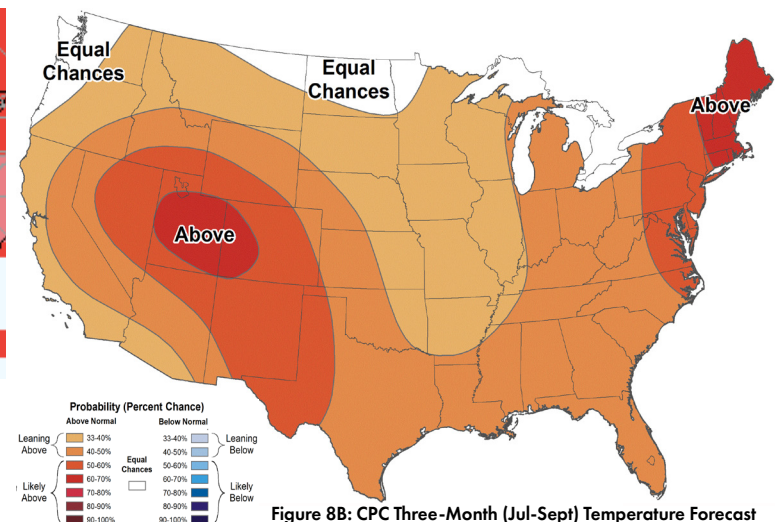 Equal
Chances
Equal
Chances
Above
Above
Probability (Percent Chance)
Above Normal
Below Normal
Leaning
Above
33-40%
40-50%
Likely
Above
50-60%
60-70%
70-80%
80-90%
90-100%
Equal
Chances
33-40%
40-50%
Leaning
Below
50-60%
60-70%
70-80%
80-90%
90-100%
Likely
Below
Figure 8B: CPC Three-Month (Jul-Sept) Temperature Forecast